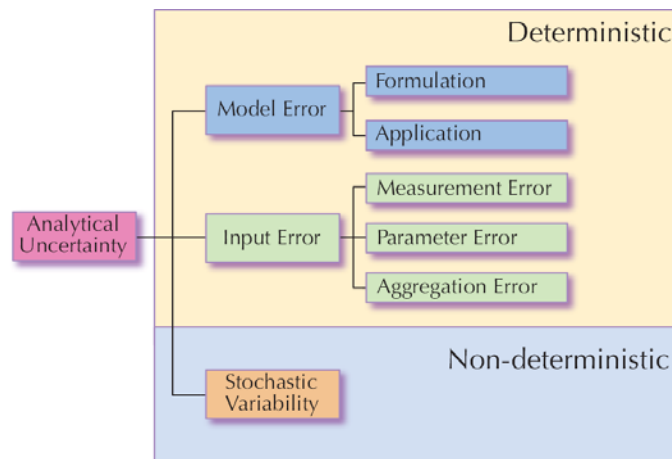 Deterministic
Formulation
Model Error
Application
Measurement Error
Analytical
Uncertainty
Input Error
Parameter Error
Aggregation Error
Non-deterministic
Stochastic
Variability